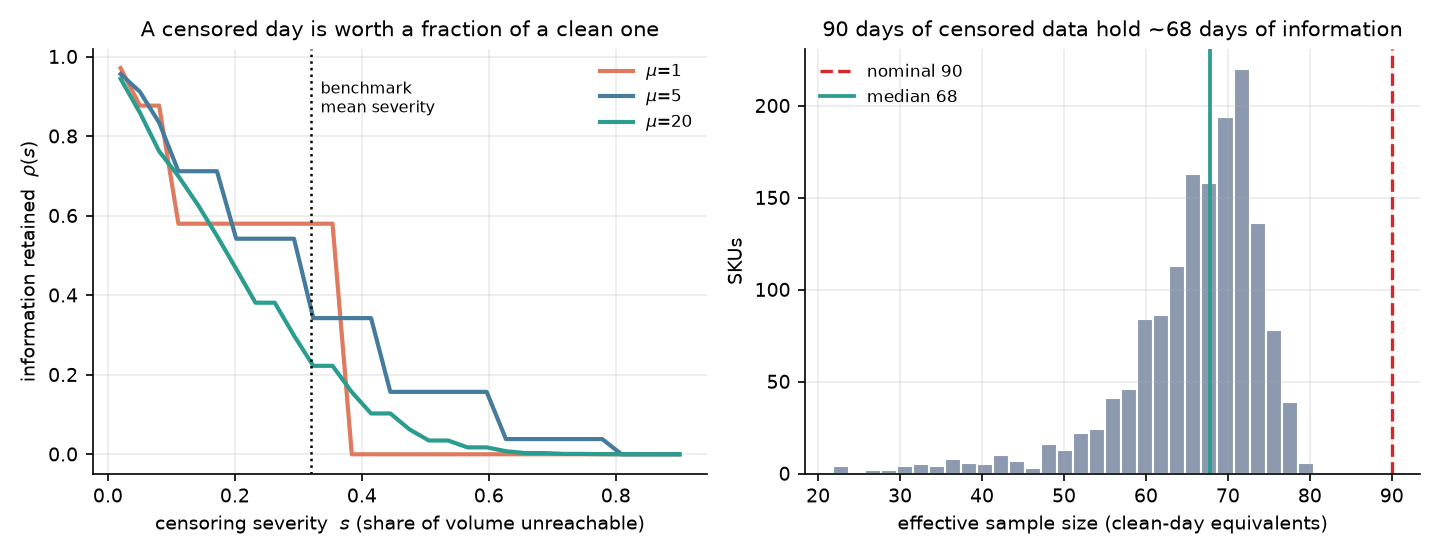 A censored day is worth a fraction of a clean one
1.0
0.8
0.6
0.4
0.2
0.0
information retained ρ(s)
benchmark
mean severity
μ=1
μ=5
μ=20
0.0 0.2 0.4 0.6 0.8
censoring severity s (share of volume unreachable)
90 days of censored data hold ~68 days of information
nominal 90
median 68
200
150
100
50
0
SKUs
20 30 40 50 60 70 80 90
effective sample size (clean-day equivalents)